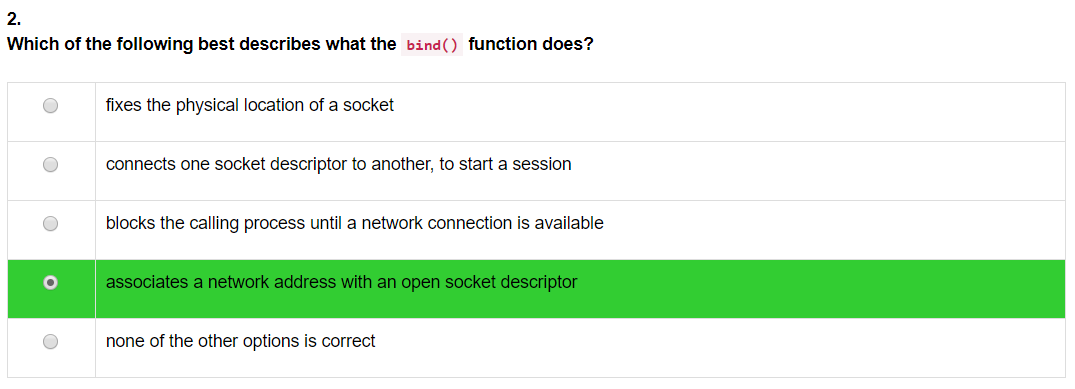 2.
Which of the following best describes what the bind() function does?
fixes the physical location of a socket
connects one socket descriptor to another, to start a session
blocks the calling process until a network connection is available
associates a network address with an open socket descriptor
none of the other options is correct